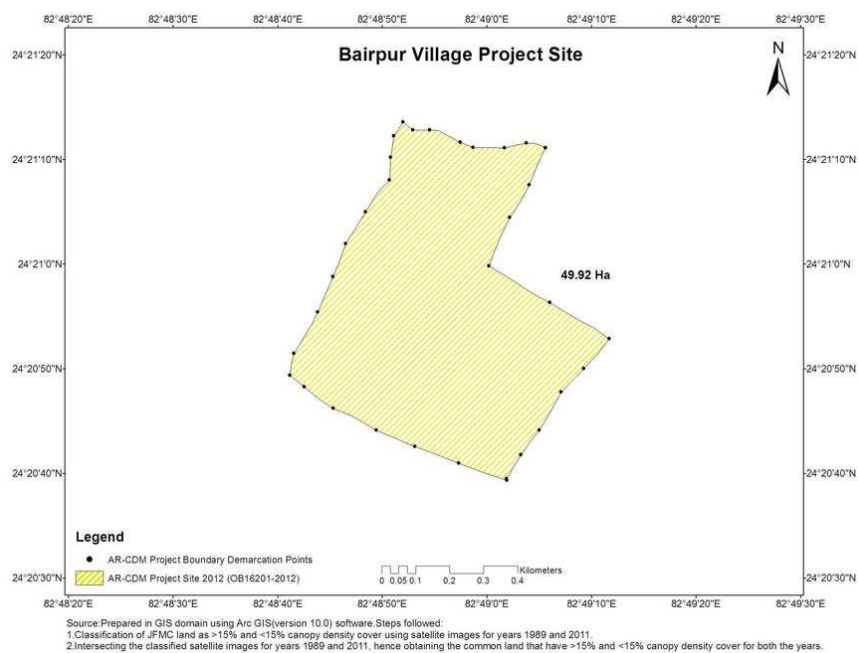 82°48'20"E 82°48'30"E 82°48'40"E 82°48'50"E 82°49'0"E 82°49'10"E 82°49'20"E 82°49'30"E
24°21'20"N 24°21'20"N
Bairpur Village Project Site
N
24°21'10"N 24°21'10"N
24°21'0"N 24°21'0"N
49.92 Ha
24°20'50"N 24°20'50"N
24°20'40"N 24°20'40"N
Legend
AR-CDM Project Boundary Demarcation Points
AR-CDM Project Site 2012 (OB16201-2012)
Kilometers
0 0.05 0.1 0.2 0.3 0.4
24°20'30"N 24°20'30"N
82°48'20"E 82°48'30"E 82°48'40"E 82°48'50"E 82°49'0"E 82°49'10"E 82°49'20"E 82°49'30"E
Source:Prepared in GIS domain using Arc GIS(version 10.0) software.Steps followed:
1.Classification of JFMC land as >15% and <15% canopy density cover using satellite images for years 1989 and 2011.
2.Intersecting the classified satellite images for years 1989 and 2011, hence obtaining the common land that have >15% and <15% canopy density cover for both the years.